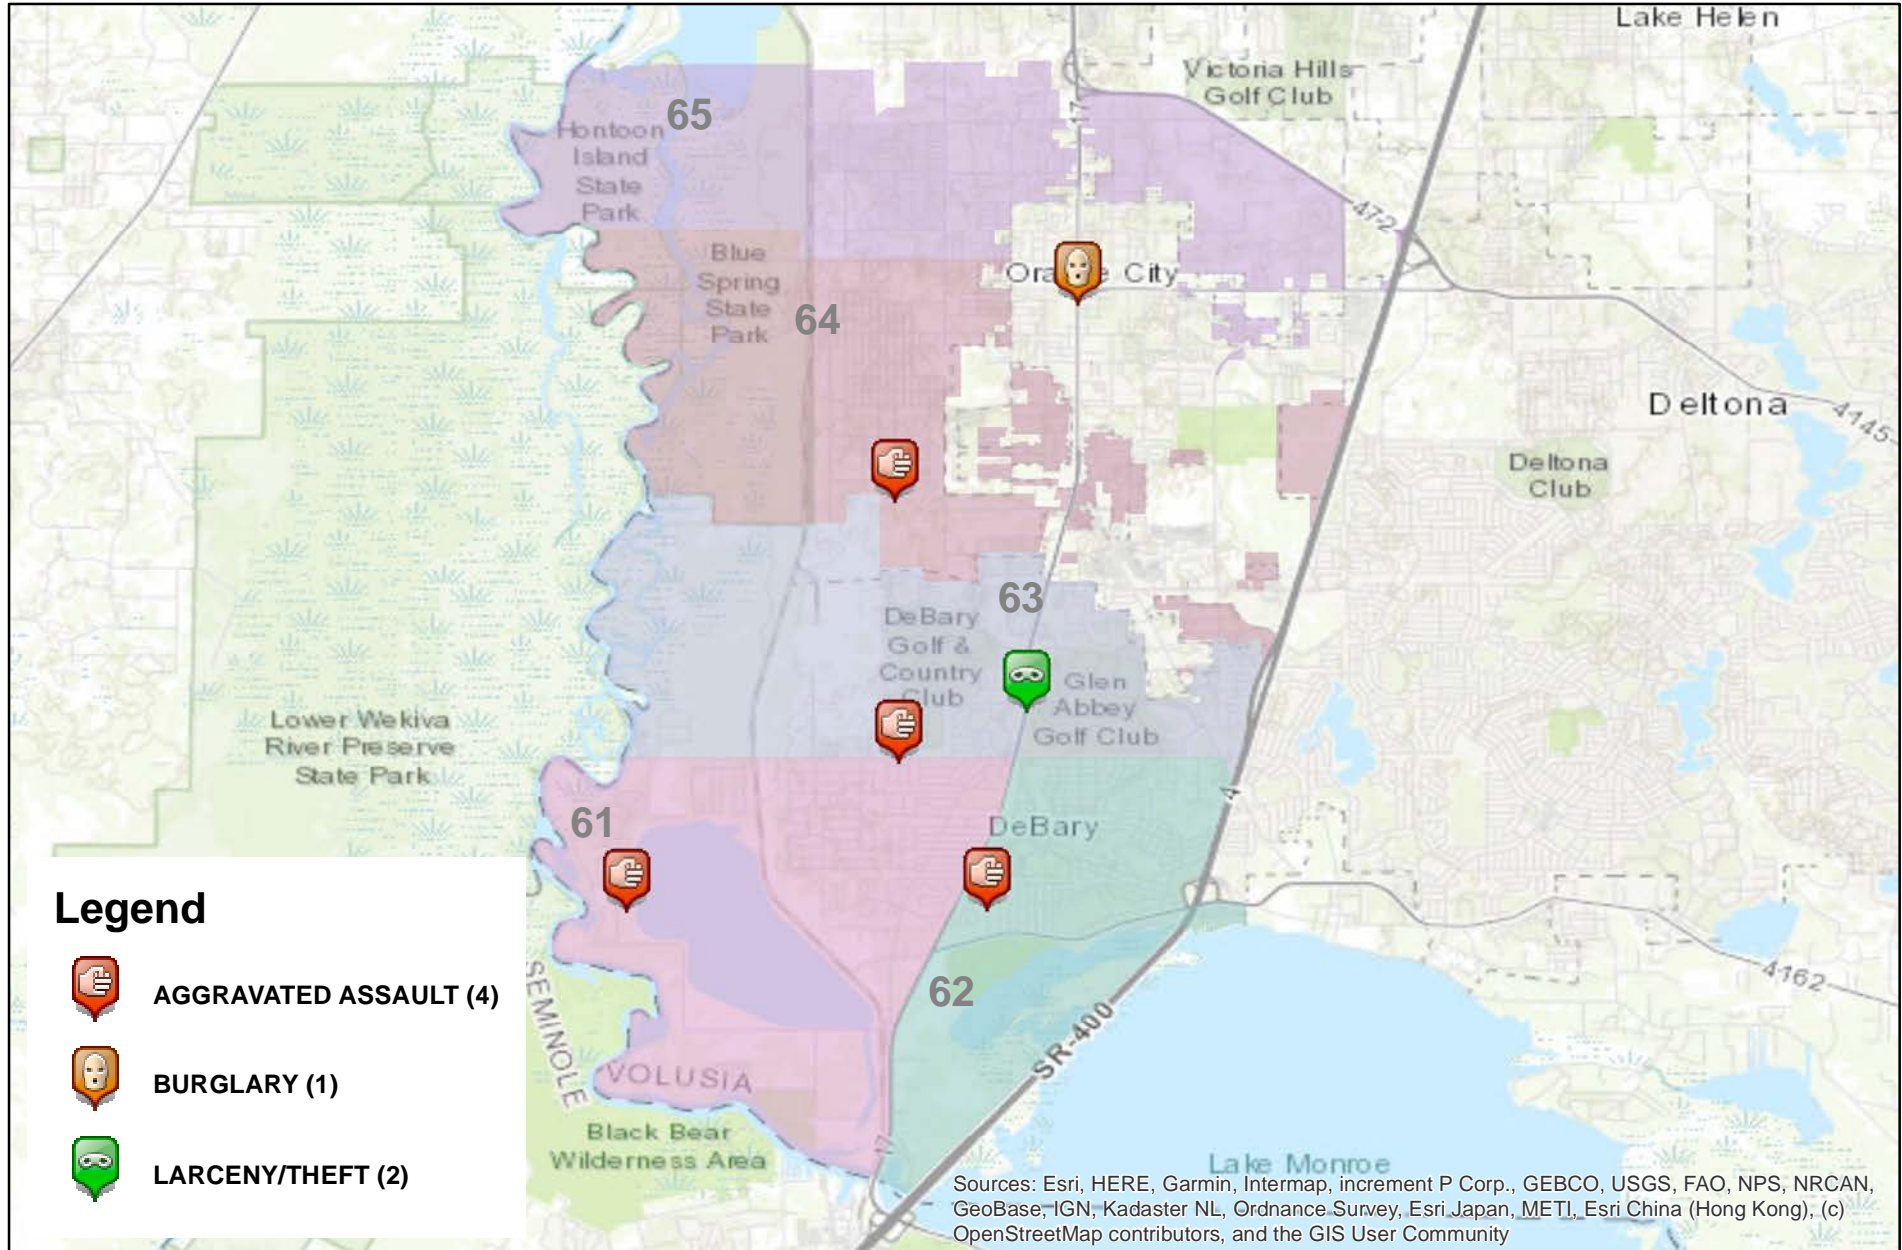 Lake Helen
Victoria Hills
Golf Club
17
65
Hontoon
Island
State
Park
472
Blue
Spring
State
Park
64
Orange City
Deltona
4145
Deltona
Club
63
DeBary
Golf &
Country
Club
Glen
Abbey
Golf Club
Lower Wekiva
River Preserve
State Park
4
61
DeBary
62
4162
SR-400
SEMINOLE
VOLUSIA
Black Bear
Wilderness Area
17
Lake Monroe
Legend
AGGRAVATED ASSAULT (4)
BURGLARY (1)
LARCENY/THEFT (2)
Sources: Esri, HERE, Garmin, Intermap, increment P Corp., GEBCO, USGS, FAO, NPS, NRCAN,
GeoBase, IGN, Kadaster NL, Ordnance Survey, Esri Japan, METI, Esri China (Hong Kong), (c)
OpenStreetMap contributors, and the GIS User Community